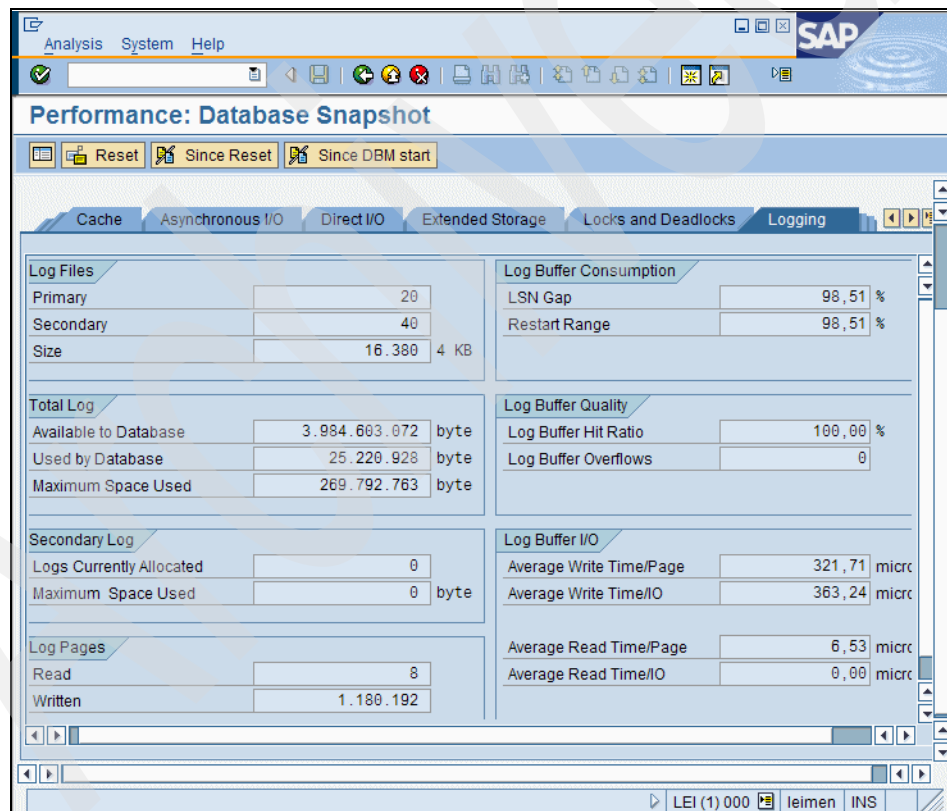 Analysis System Help
SAP
Performance: Database Snapshot
Reset Since Reset Since DBM start
Cache Asynchronous I/O Direct I/O Extended Storage Locks and Deadlocks Logging
Log Files
Primary 20
Secondary 40
Size 16.380 4 KB
Total Log
Available to Database 3.984.603.072 byte
Used by Database 25.220.928 byte
Maximum Space Used 269.792.763 byte
Secondary Log
Logs Currently Allocated 0
Maximum Space Used 0 byte
Log Pages
Read 8
Written 1.180.192
Log Buffer Consumption
LSN Gap 98,51 %
Restart Range 98,51 %
Log Buffer Quality
Log Buffer Hit Ratio 100,00 %
Log Buffer Overflows 0
Log Buffer I/O
Average Write Time/Page 321,71 micro
Average Write Time/IO 363,24 micro
Average Read Time/Page 6,53 micro
Average Read Time/IO 0,00 micro
LEI (1) 000 leimen INS